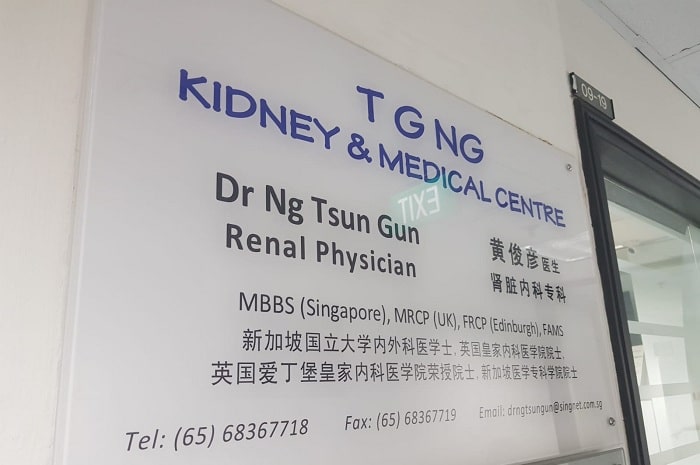 T G NG
KIDNEY & MEDICAL CENTRE
Dr Ng Tsun Gun
Renal Physician
黄俊彦医生
肾脏内科专科
MBBS (Singapore), MRCP (UK), FRCP (Edinburgh), FAMS
新加坡国立大学内外科医学士, 英国皇家内科医学院院士,
英国爱丁堡皇家内科医学院荣授院士, 新加坡医学专科学院院士
Tel: (65) 68367718 Fax: (65) 68367719 Email: drngtsungun@singnet.com.sg
EXIT
09-19